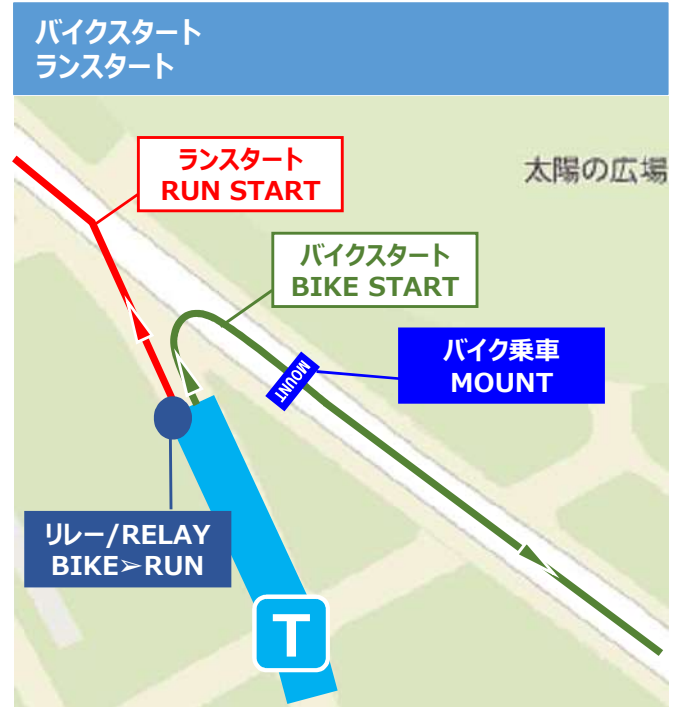 バイクスタート
ランスタート
ランスタート
RUN START
太陽の広場
バイクスタート
BIKE START
バイク乗車
MOUNT
MOUNT
リレー/RELAY
BIKE➢RUN
T